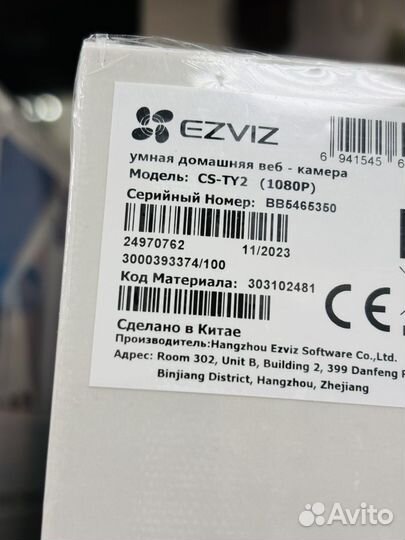 EZVIZ
умная домашняя веб - камера
Модель: CS-TY2 (1080P)
6 941545 6
Серийный Номер: BB5465350
24970762 11/2023
3000393374/100
Код Материала: 303102481
CE
Сделано в Китае
Производитель:Hangzhou Ezviz Software Co.,Ltd.
Адрес: Room 302, Unit B, Building 2, 399 Danfeng
Binjiang District, Hangzhou, Zhejiang
Avito